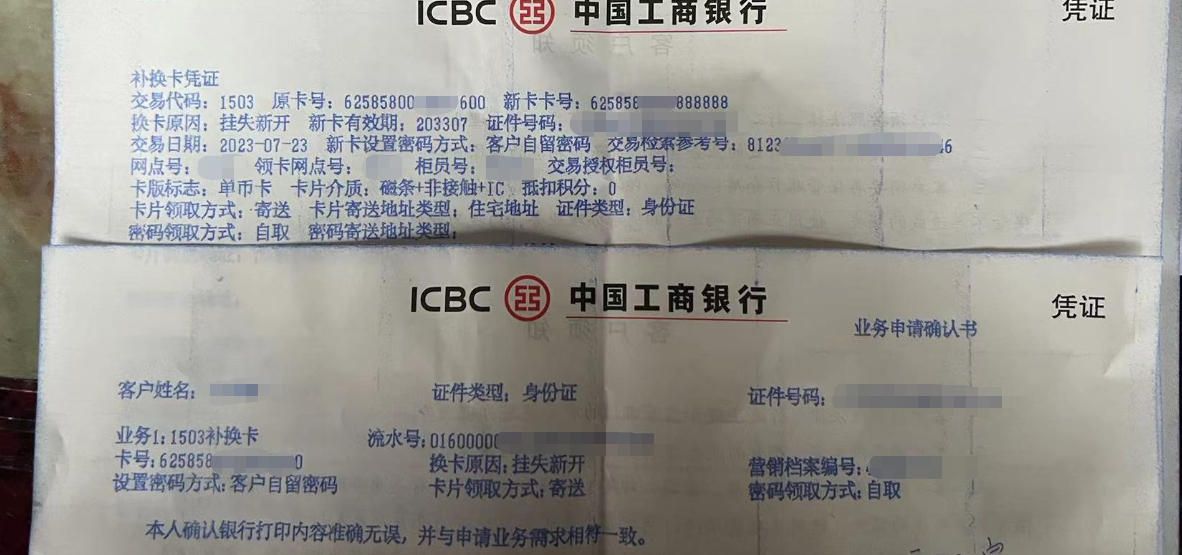 ICBC 中国工商银行 凭证
补换卡凭证
交易代码：1503 原卡号：62585800 600 新卡卡号：625858 888888
换卡原因：挂失新开 新卡有效期：203307 证件号码：
交易日期：2023-07-23 新卡设置密码方式：客户自留密码 交易检索参考号：8123 46
网点号： 领卡网点号： 柜员号： 交易授权柜员号：
卡版标志：单币卡 卡片介质：磁条+非接触+IC 抵扣积分：0
卡片领取方式：寄送 卡片寄送地址类型：住宅地址 证件类型：身份证
密码领取方式：自取 密码寄送地址类型：
ICBC 中国工商银行 凭证
业务申请确认书
客户姓名： 证件类型：身份证 证件号码：
业务1：1503补换卡 流水号：01600000
卡号：625858 0 换卡原因：挂失新开 营销档案编号：
设置密码方式：客户自留密码 卡片领取方式：寄送 密码领取方式：自取
本人确认银行打印内容准确无误，并与申请业务需求相符一致。